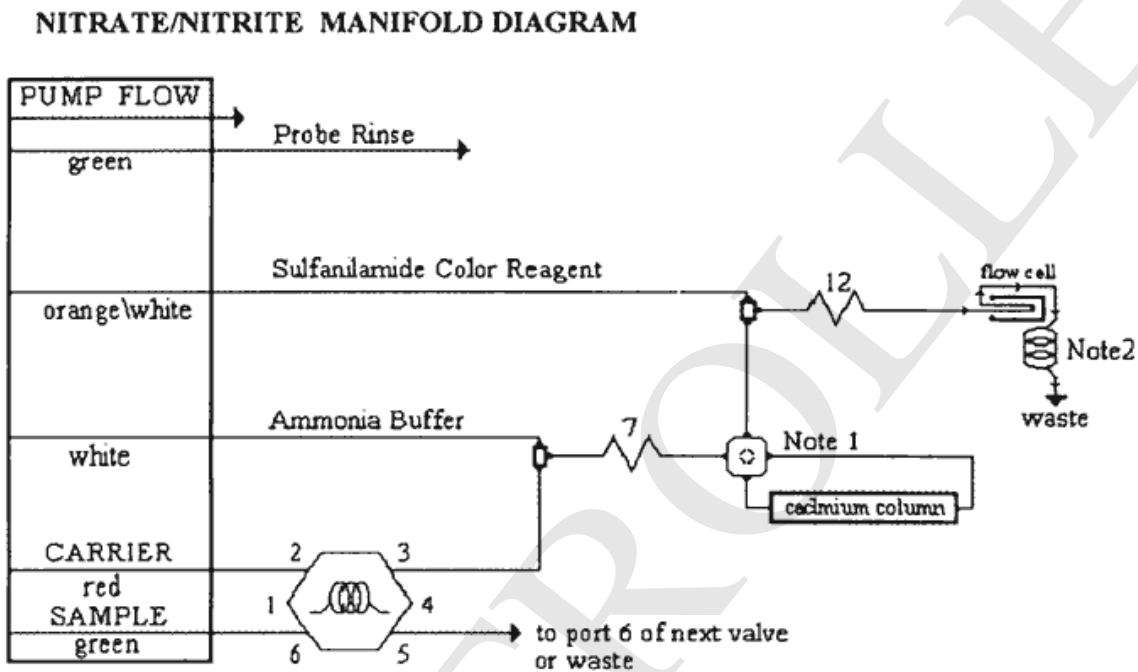 NITRATE/NITRITE MANIFOLD DIAGRAM
PUMP FLOW
Probe Rinse
green
Sulfanilamide Color Reagent
orange\white
12
flow cell
Note2
waste
Ammonia Buffer
white
7
Note 1
cadmium column
CARRIER
red
2
3
1
4
SAMPLE
green
6
5
to port 6 of next valve
or waste
TROLLE